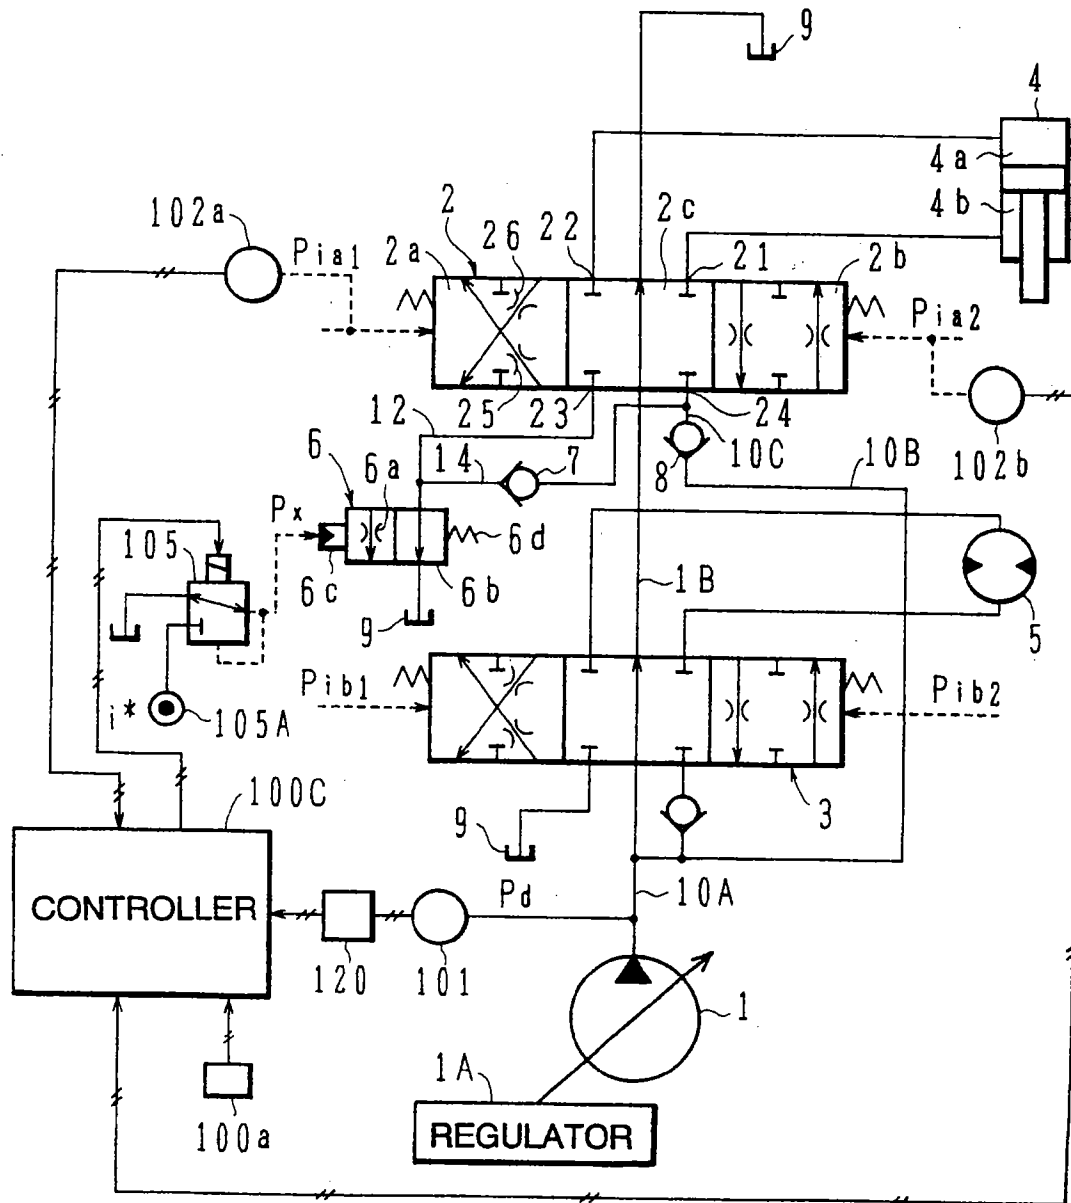 9
4
4a
4b
102a
Pia1
2
2a
26
22
2c
21
2b
Pia2
25
23
24
12
102b
10C
10B
8
7
14
6
6a
Px
105
6c
6b
6d
9
1B
5
Pib1
Pib2
i*
105A
100C
9
3
CONTROLLER
Pd
10A
120
101
1
1A
100a
REGULATOR